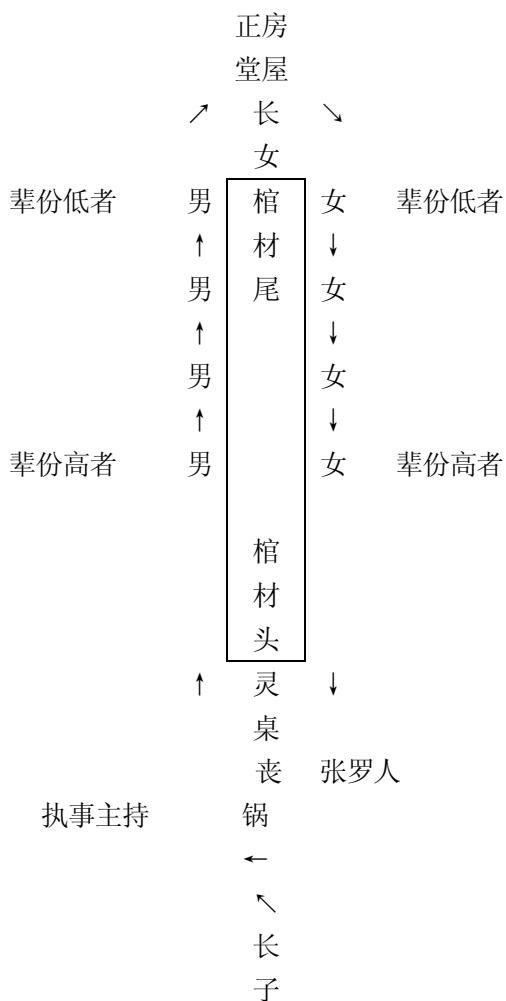 正房
堂屋
↗ 长 ↘
女
辈份低者 男 棺 女 辈份低者
↑ 材 ↓
男 尾 女
↑ ↓
男 女
↑ ↓
辈份高者 男 女 辈份高者
棺
材
头
↑ 灵 ↓
桌
丧 张罗人
执事主持 锅
←
↖
长
子